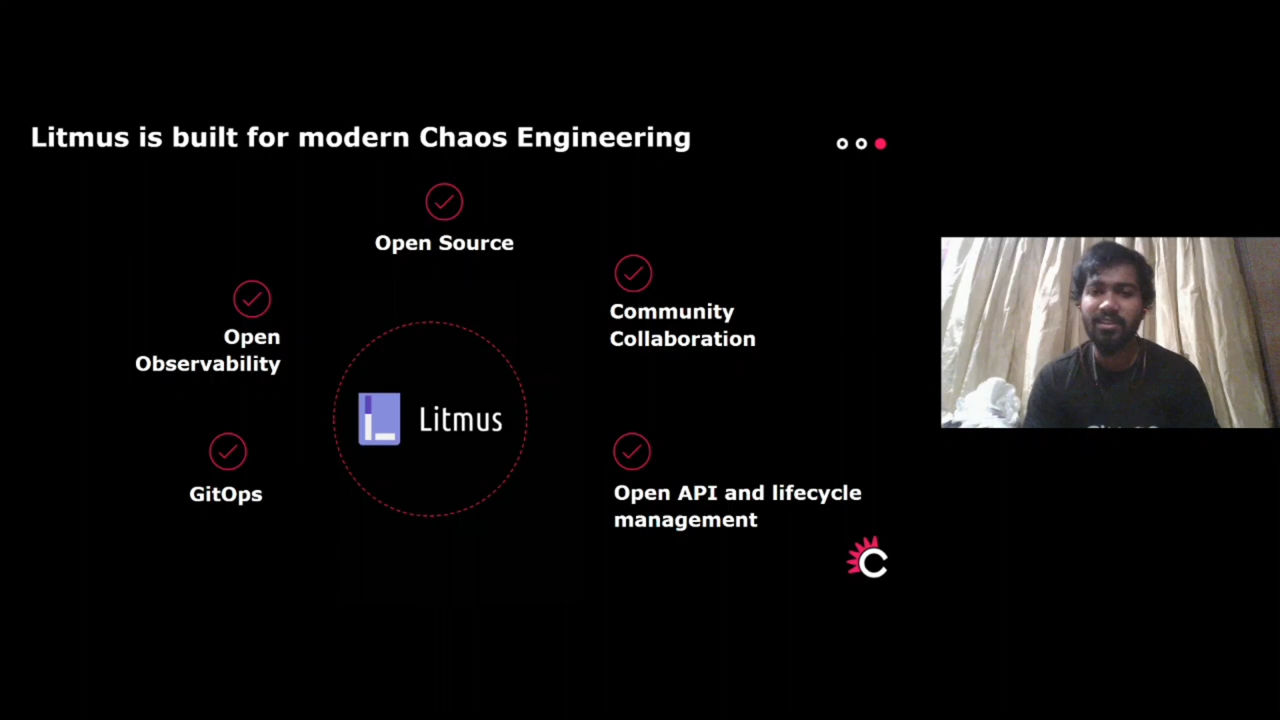 Litmus is built for modern Chaos Engineering
Open Source
Community
Collaboration
Open
Observability
Litmus
GitOps
Open API and lifecycle
management